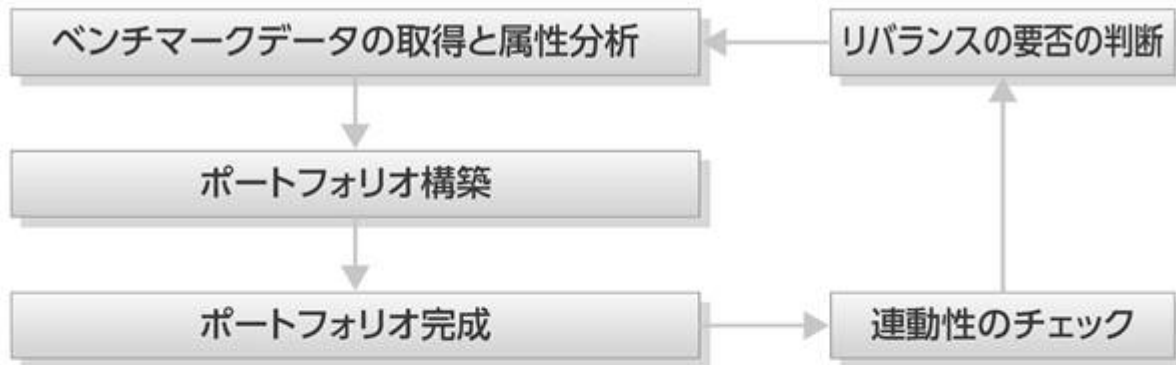 ベンチマークデータの取得と属性分析
リバランスの要否の判断
ポートフォリオ構築
ポートフォリオ完成
連動性のチェック